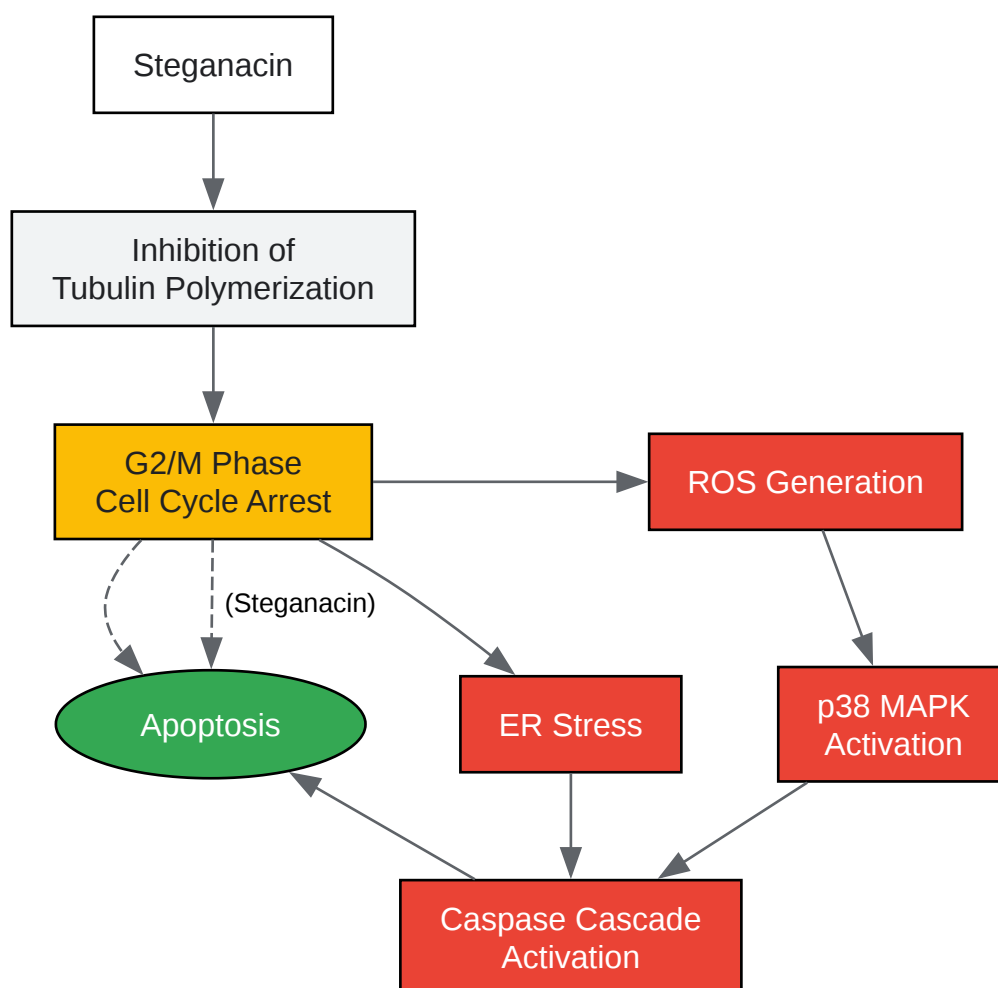 Steganacin
Inhibition of
Tubulin Polymerization
G2/M Phase
Cell Cycle Arrest
ROS Generation
(Steganacin)
Apoptosis
ER Stress
p38 MAPK
Activation
Caspase Cascade
Activation